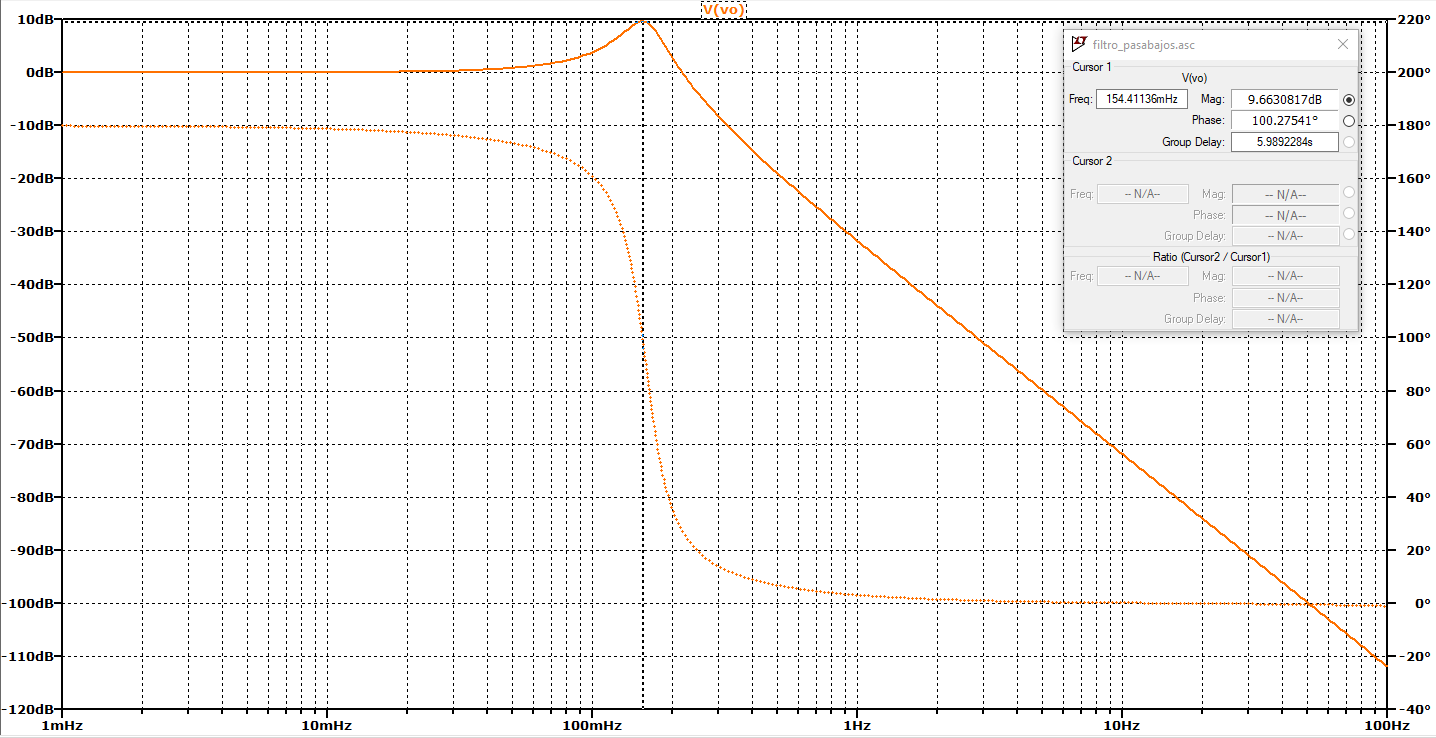 V(vo)
10dB
0dB
-10dB
-20dB
-30dB
-40dB
-50dB
-60dB
-70dB
-80dB
-90dB
-100dB
-110dB
-120dB
220°
200°
180°
160°
140°
120°
100°
80°
60°
40°
20°
0°
-20°
-40°
1mHz 10mHz 100mHz 1Hz 10Hz 100Hz
filtro_pasabajos.asc
Cursor 1
V(vo)
Freq: 154.41136mHz Mag: 9.6630817dB
Phase: 100.27541°
Group Delay: 5.9892284s
Cursor 2
Freq: -- N/A-- Mag: -- N/A--
Phase: -- N/A--
Group Delay: -- N/A--
Ratio (Cursor2 / Cursor1)
Freq: -- N/A-- Mag: -- N/A--
Phase: -- N/A--
Group Delay: -- N/A--